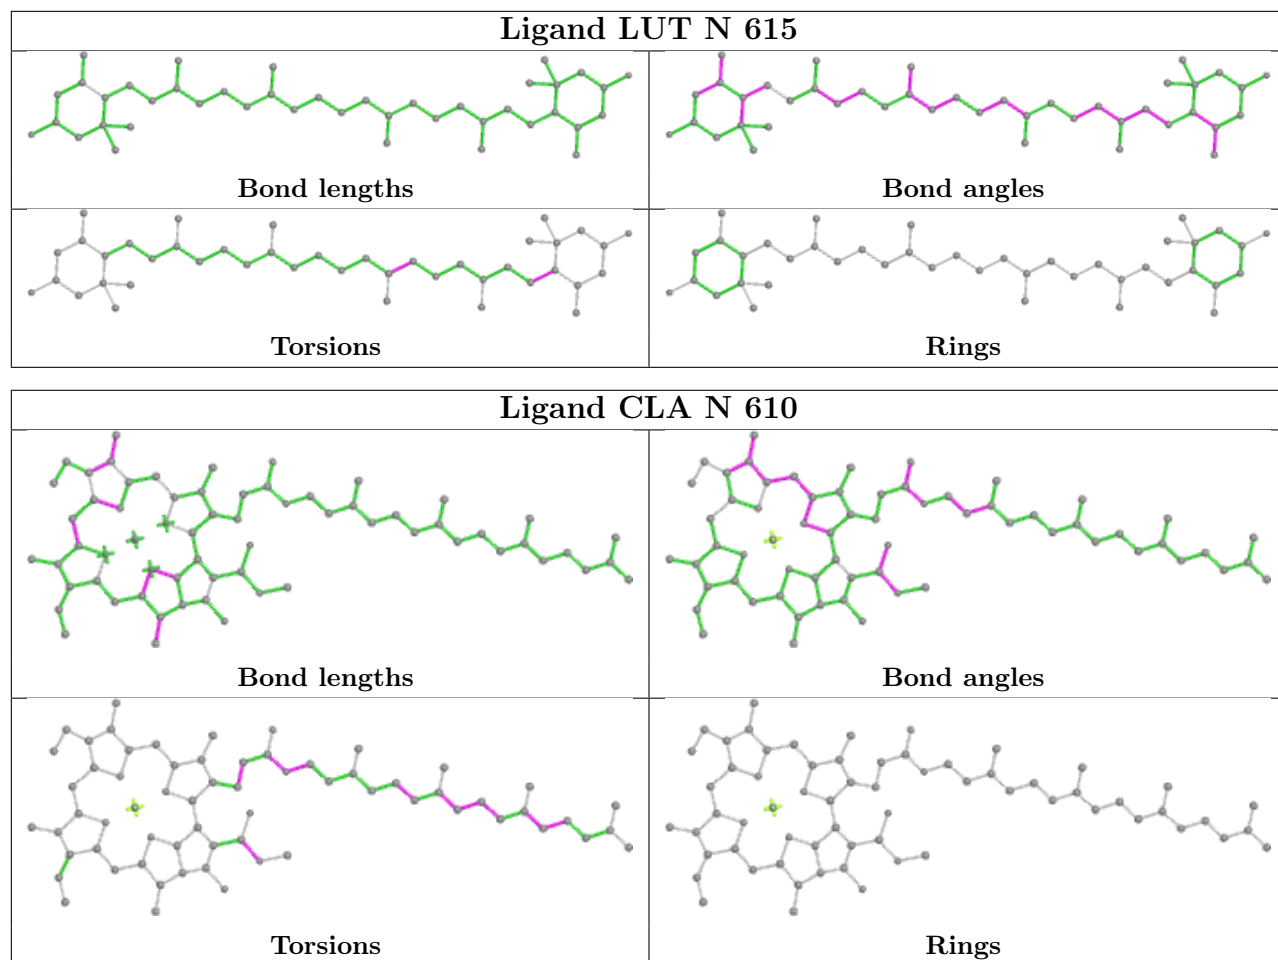 Ligand LUT N 615
Bond lengths
Bond angles
Torsions
Rings
Ligand CLA N 610
Bond lengths
Bond angles
Torsions
Rings